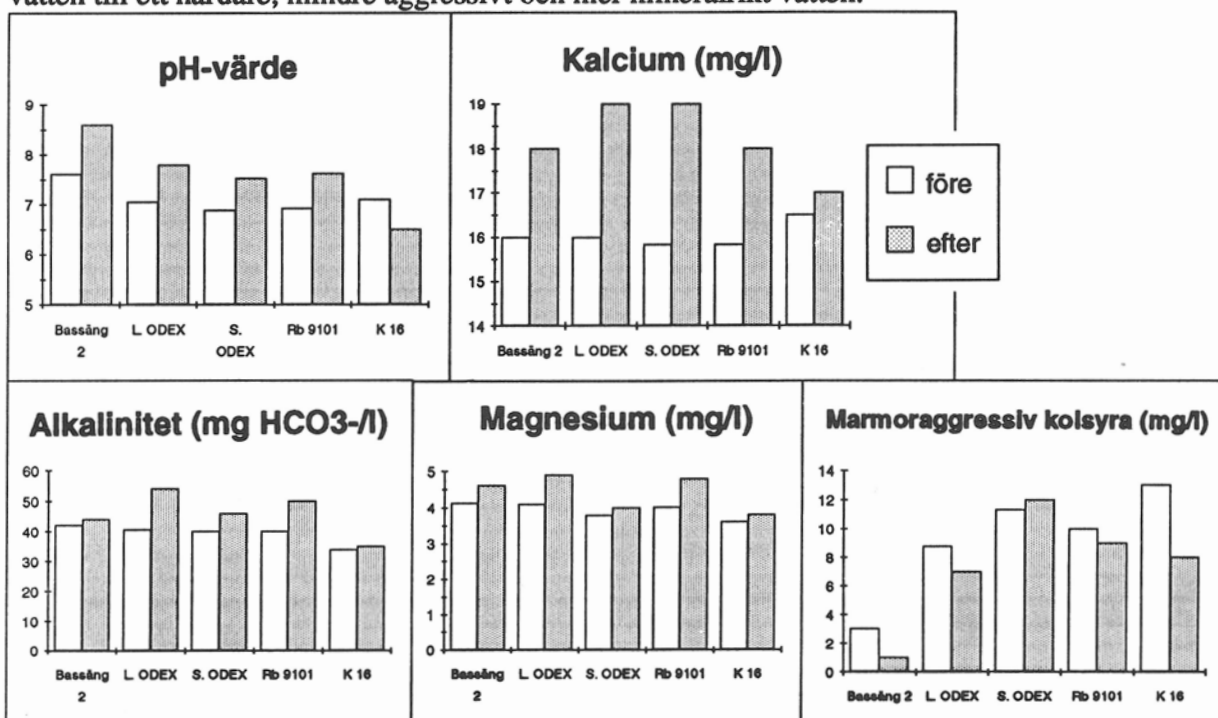 vatten till ett hårdare, mindre aggressivt och mer mineralrikt vatten.
pH-värde
9
8
7
6
5
Bassäng 2
L. ODEX
S. ODEX
Rb 9101
K 16
Kalcium (mg/l)
19
18
17
16
15
14
Bassäng 2
L. ODEX
S. ODEX
Rb 9101
K 16
före
efter
Alkalinitet (mg HCO3-/l)
60
50
40
30
20
10
0
Bassäng 2
L. ODEX
S. ODEX
Rb 9101
K 16
Magnesium (mg/l)
5
4
3
2
1
0
Bassäng 2
L. ODEX
S. ODEX
Rb 9101
K 16
Marmoraggressiv kolsyra (mg/l)
14
12
10
8
6
4
2
0
Bassäng 2
L. ODEX
S. ODEX
Rb 9101
K 16